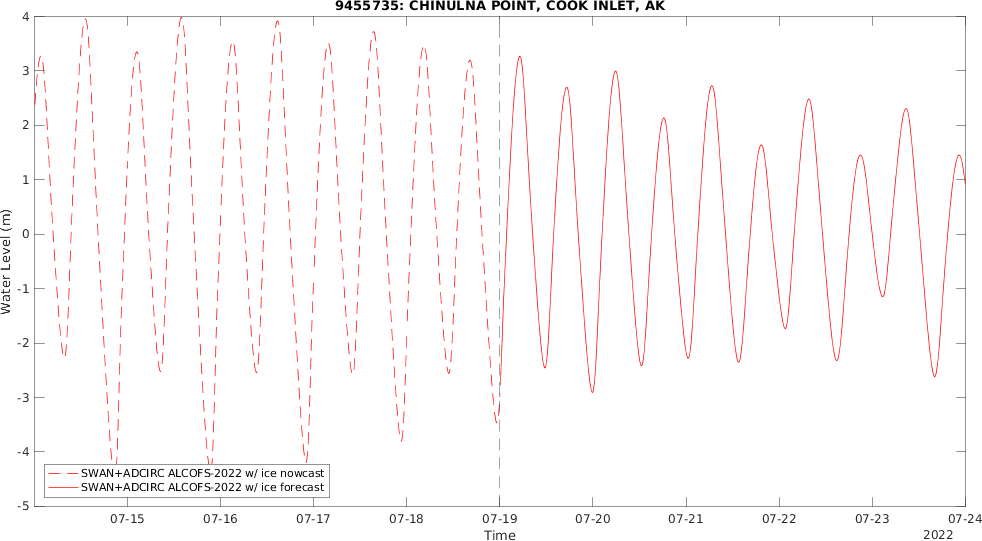 9455735: CHINULNA POINT, COOK INLET, AK
4
3
2
1
0
-1
-2
-3
-4
-5
Water Level (m)
SWAN+ADCIRC ALCOFS-2022 w/ ice nowcast
SWAN+ADCIRC ALCOFS-2022 w/ ice forecast
07-15 07-16 07-17 07-18 07-19 07-20 07-21 07-22 07-23 07-24
Time
2022